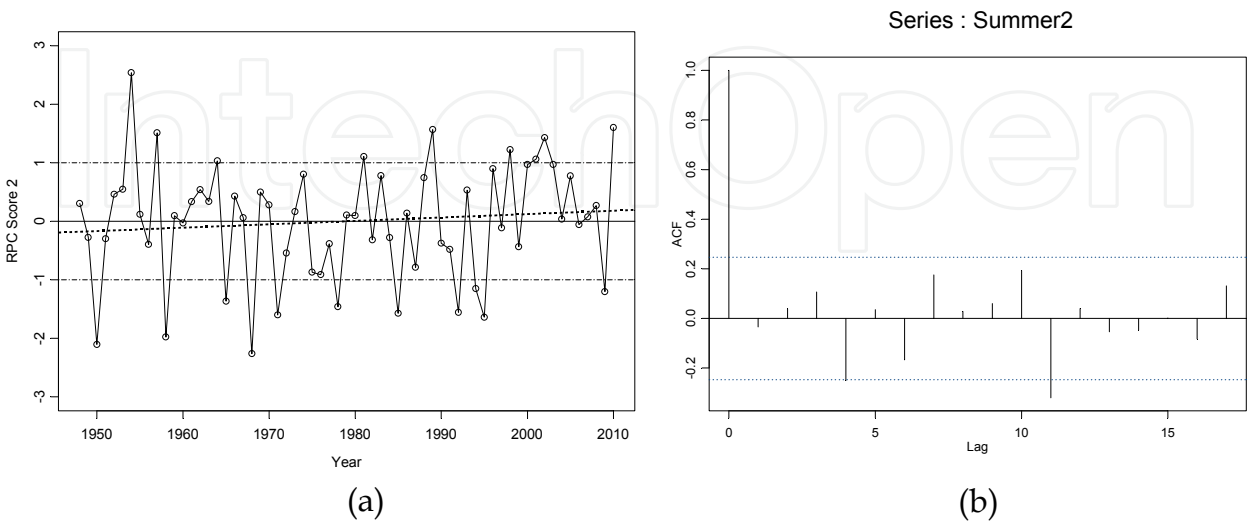 Series : Summer2
IntechOpen
3
2
1
0
-1
-2
-3
RPC Score 2
1950 1960 1970 1980 1990 2000 2010
Year
(a)
1.0
0.8
0.6
0.4
0.2
0.0
-0.2
ACF
0 5 10 15
Lag
(b)